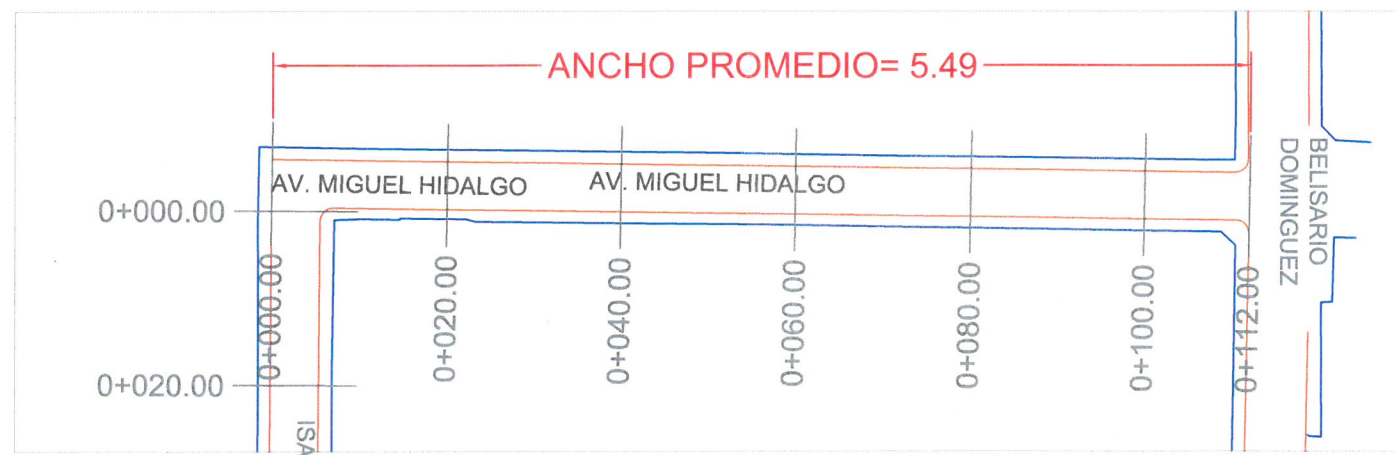 ANCHO PROMEDIO= 5.49
AV. MIGUEL HIDALGO
AV. MIGUEL HIDALGO
BELISARIO
DOMINGUEZ
0+000.00
0+000.00
0+020.00
0+040.00
0+060.00
0+080.00
0+100.00
0+112.00
0+020.00
ISA